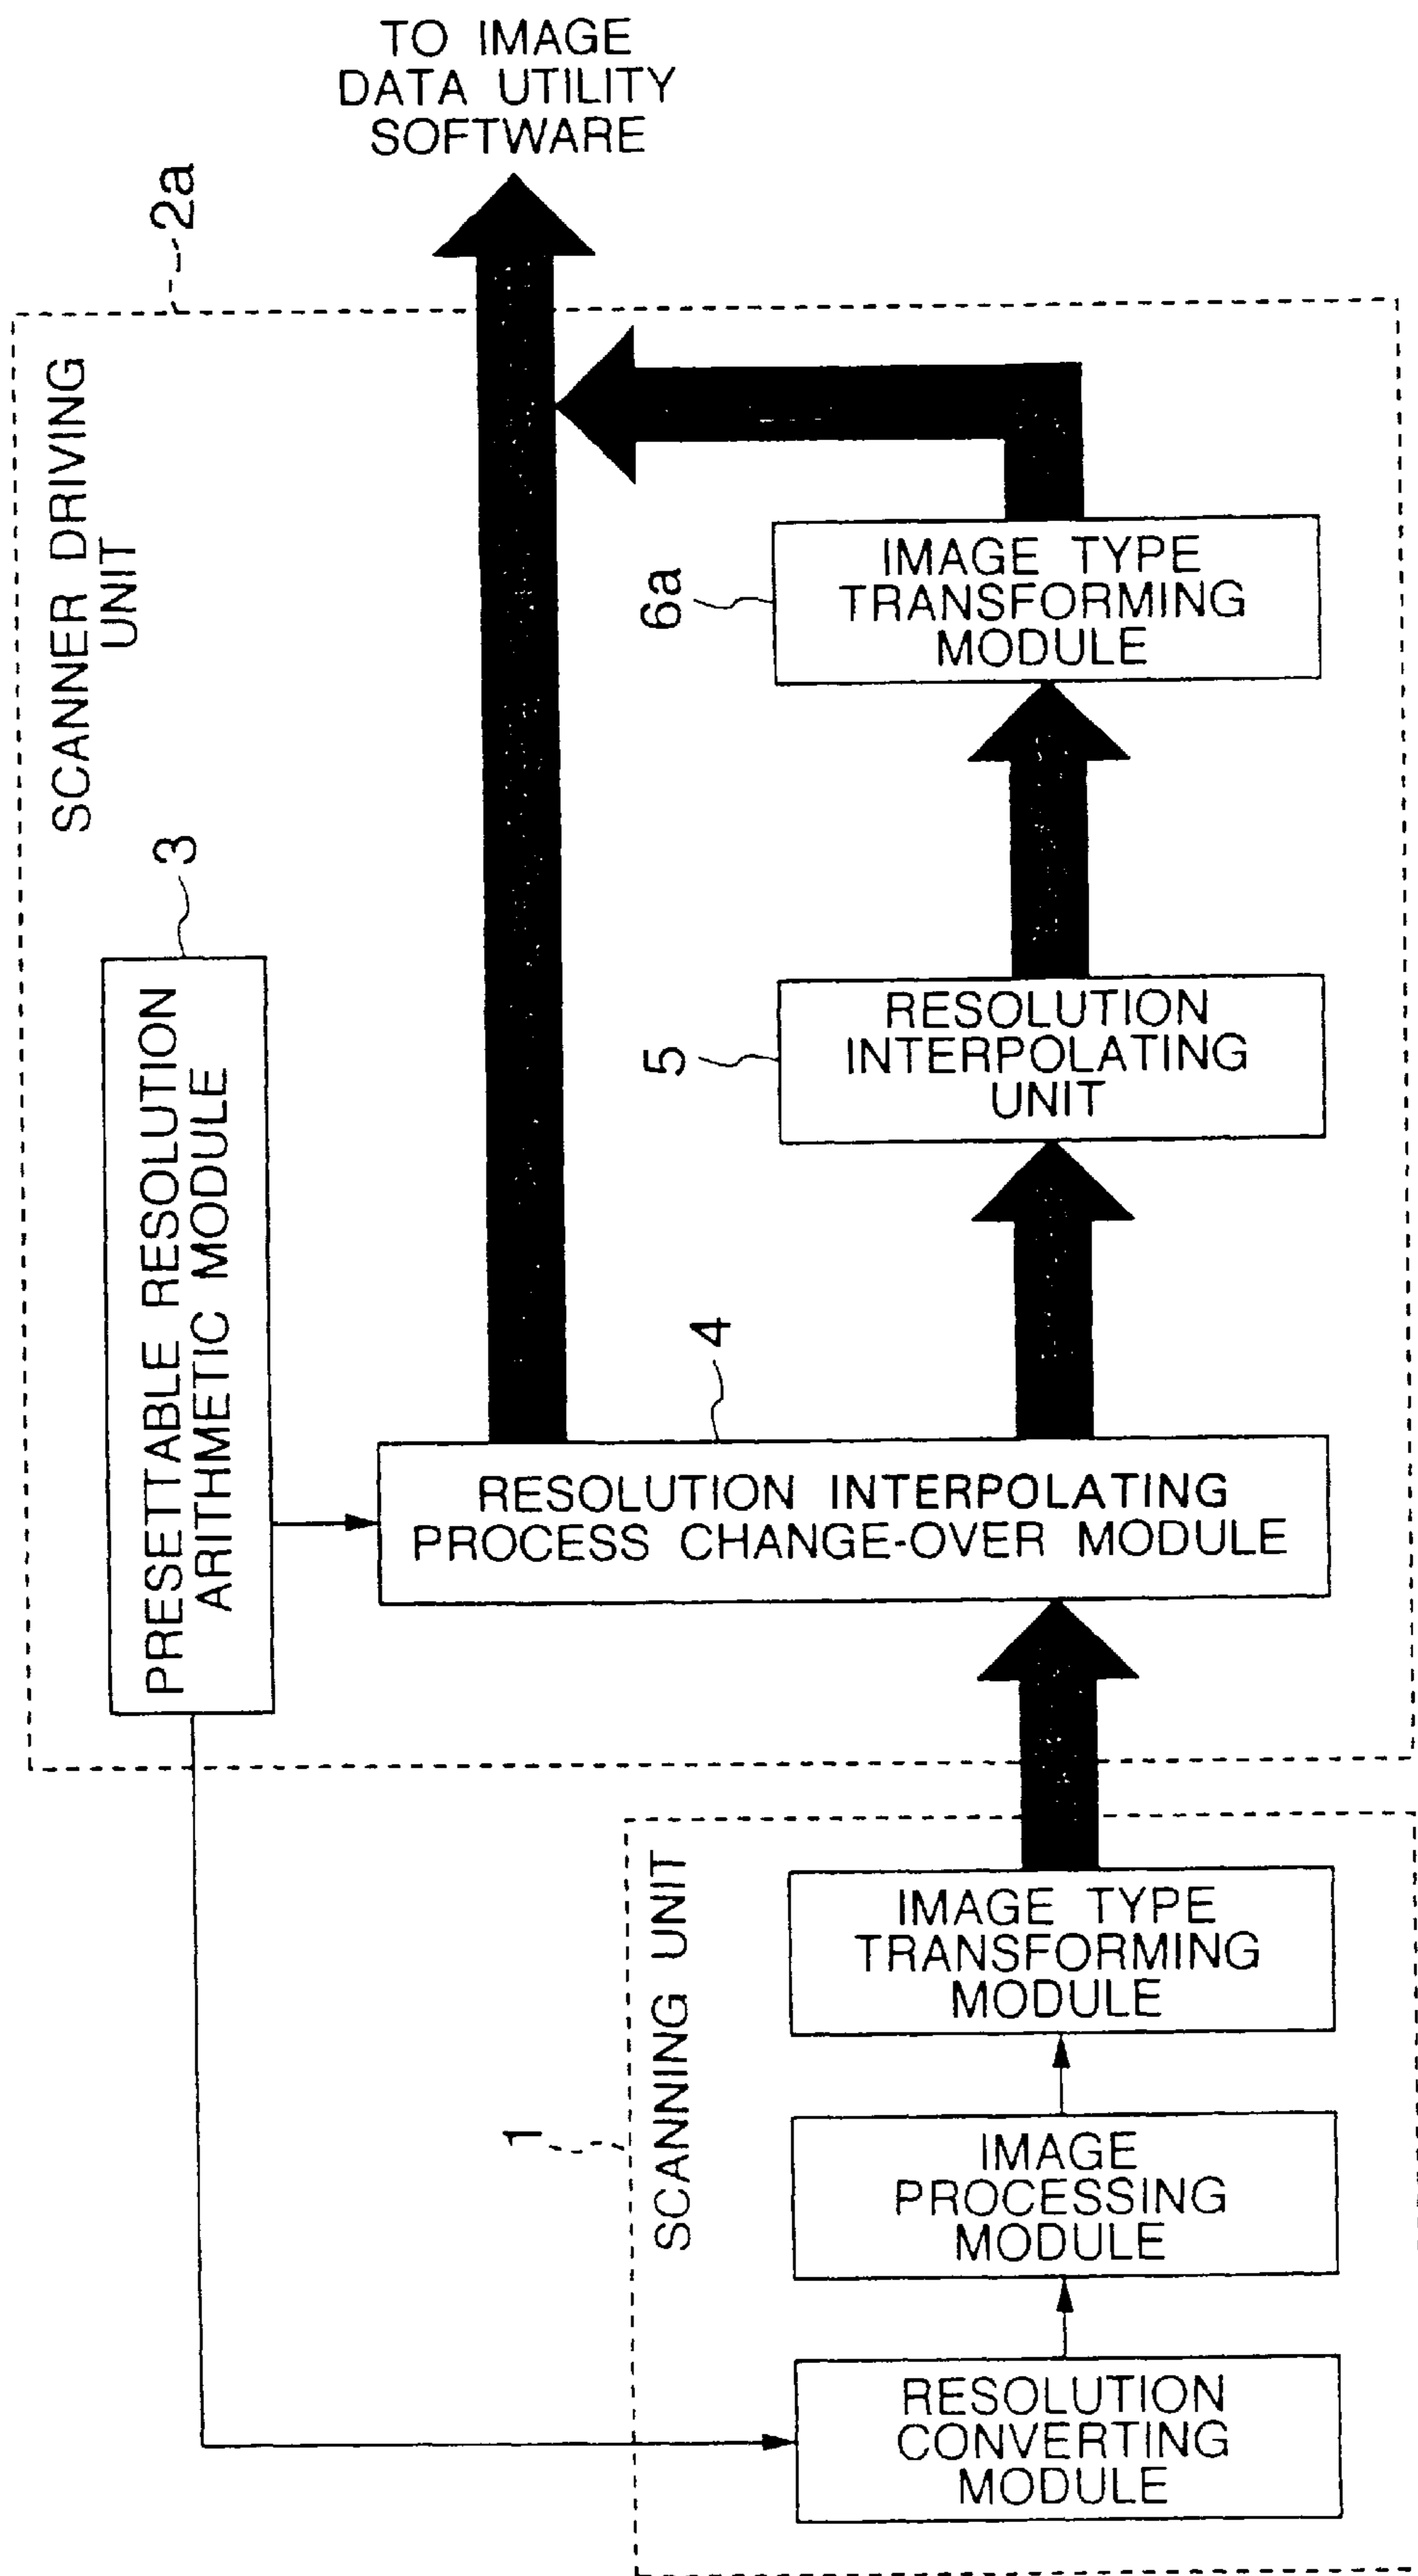 TO IMAGE
DATA UTILITY
SOFTWARE
2a
SCANNER DRIVING
UNIT
3
PRESETTABLE RESOLUTION
ARITHMETIC MODULE
6a
IMAGE TYPE
TRANSFORMING
MODULE
5
RESOLUTION
INTERPOLATING
UNIT
4
RESOLUTION INTERPOLATING
PROCESS CHANGE-OVER MODULE
1
SCANNING UNIT
IMAGE TYPE
TRANSFORMING
MODULE
IMAGE
PROCESSING
MODULE
RESOLUTION
CONVERTING
MODULE